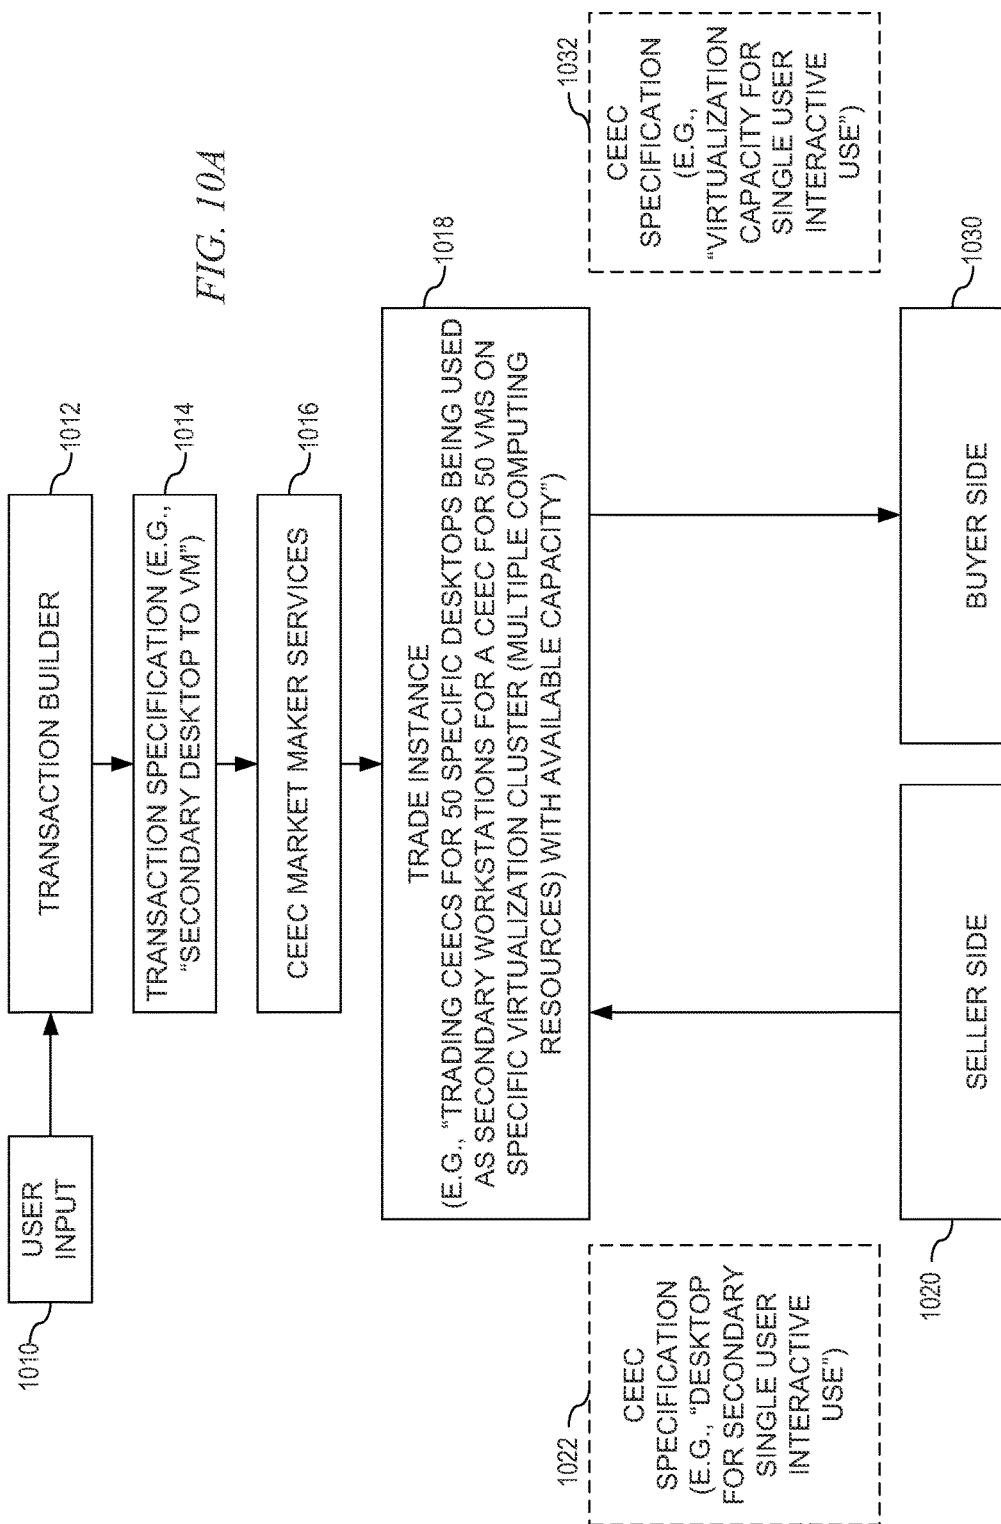 FIG. 10A
1010
USER
INPUT
TRANSACTION BUILDER
1012
TRANSACTION SPECIFICATION (E.G.,
“SECONDARY DESKTOP TO VM”)
1014
CEEC MARKET MAKER SERVICES
1016
TRADE INSTANCE
(E.G., “TRADING CEECS FOR 50 SPECIFIC DESKTOPS BEING USED
AS SECONDARY WORKSTATIONS FOR A CEEC FOR 50 VMS ON
SPECIFIC VIRTUALIZATION CLUSTER (MULTIPLE COMPUTING
RESOURCES) WITH AVAILABLE CAPACITY”)
1018
1022
CEEC
SPECIFICATION
(E.G., “DESKTOP
FOR SECONDARY
SINGLE USER
INTERACTIVE
USE”)
1032
CEEC
SPECIFICATION
(E.G.,
“VIRTUALIZATION
CAPACITY FOR
SINGLE USER
INTERACTIVE
USE”)
SELLER SIDE
1020
BUYER SIDE
1030